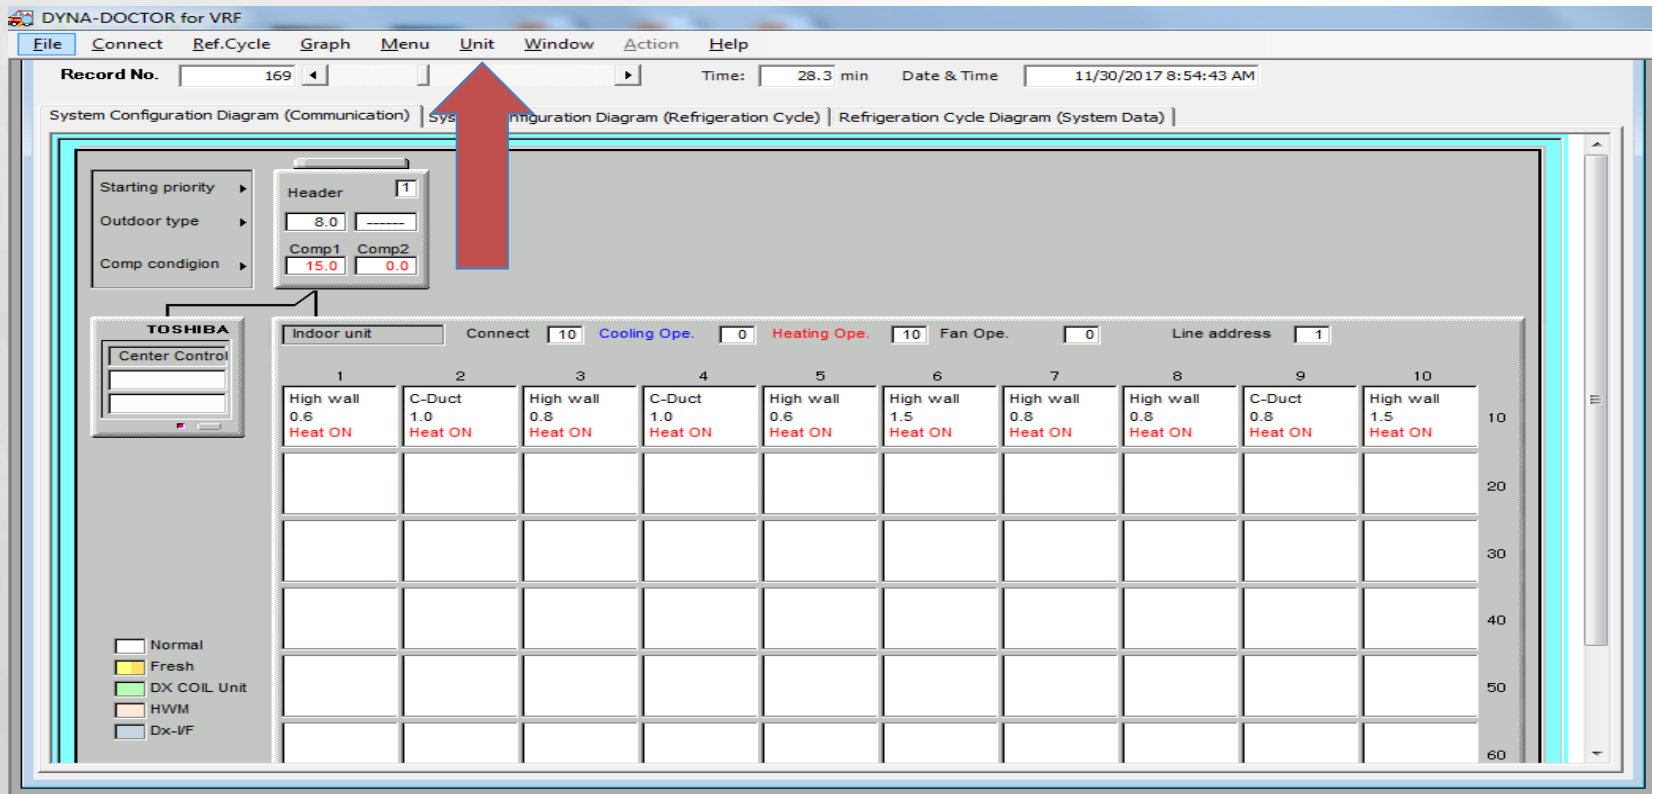 DYNA-DOCTOR for VRF
File Connect Ref.Cycle Graph Menu Unit Window Action Help
Record No. 169 Time: 28.3 min Date & Time 11/30/2017 8:54:43 AM
System Configuration Diagram (Communication) Sys nfiguration Diagram (Refrigeration Cycle) Refrigeration Cycle Diagram (System Data)
Starting priority Header 1
Outdoor type 8.0 ------
Comp1 Comp2
Comp condigion 15.0 0.0
TOSHIBA
Center Control
Indoor unit Connect 10 Cooling Ope. 0 Heating Ope. 10 Fan Ope. 0 Line address 1
1 2 3 4 5 6 7 8 9 10
High wall C-Duct High wall C-Duct High wall High wall High wall High wall C-Duct High wall
0.6 1.0 0.8 1.0 0.6 1.5 0.8 0.8 0.8 1.5 10
Heat ON Heat ON Heat ON Heat ON Heat ON Heat ON Heat ON Heat ON Heat ON Heat ON
20
30
40
Normal
Fresh
DX COIL Unit 50
HWM
Dx-I/F
60